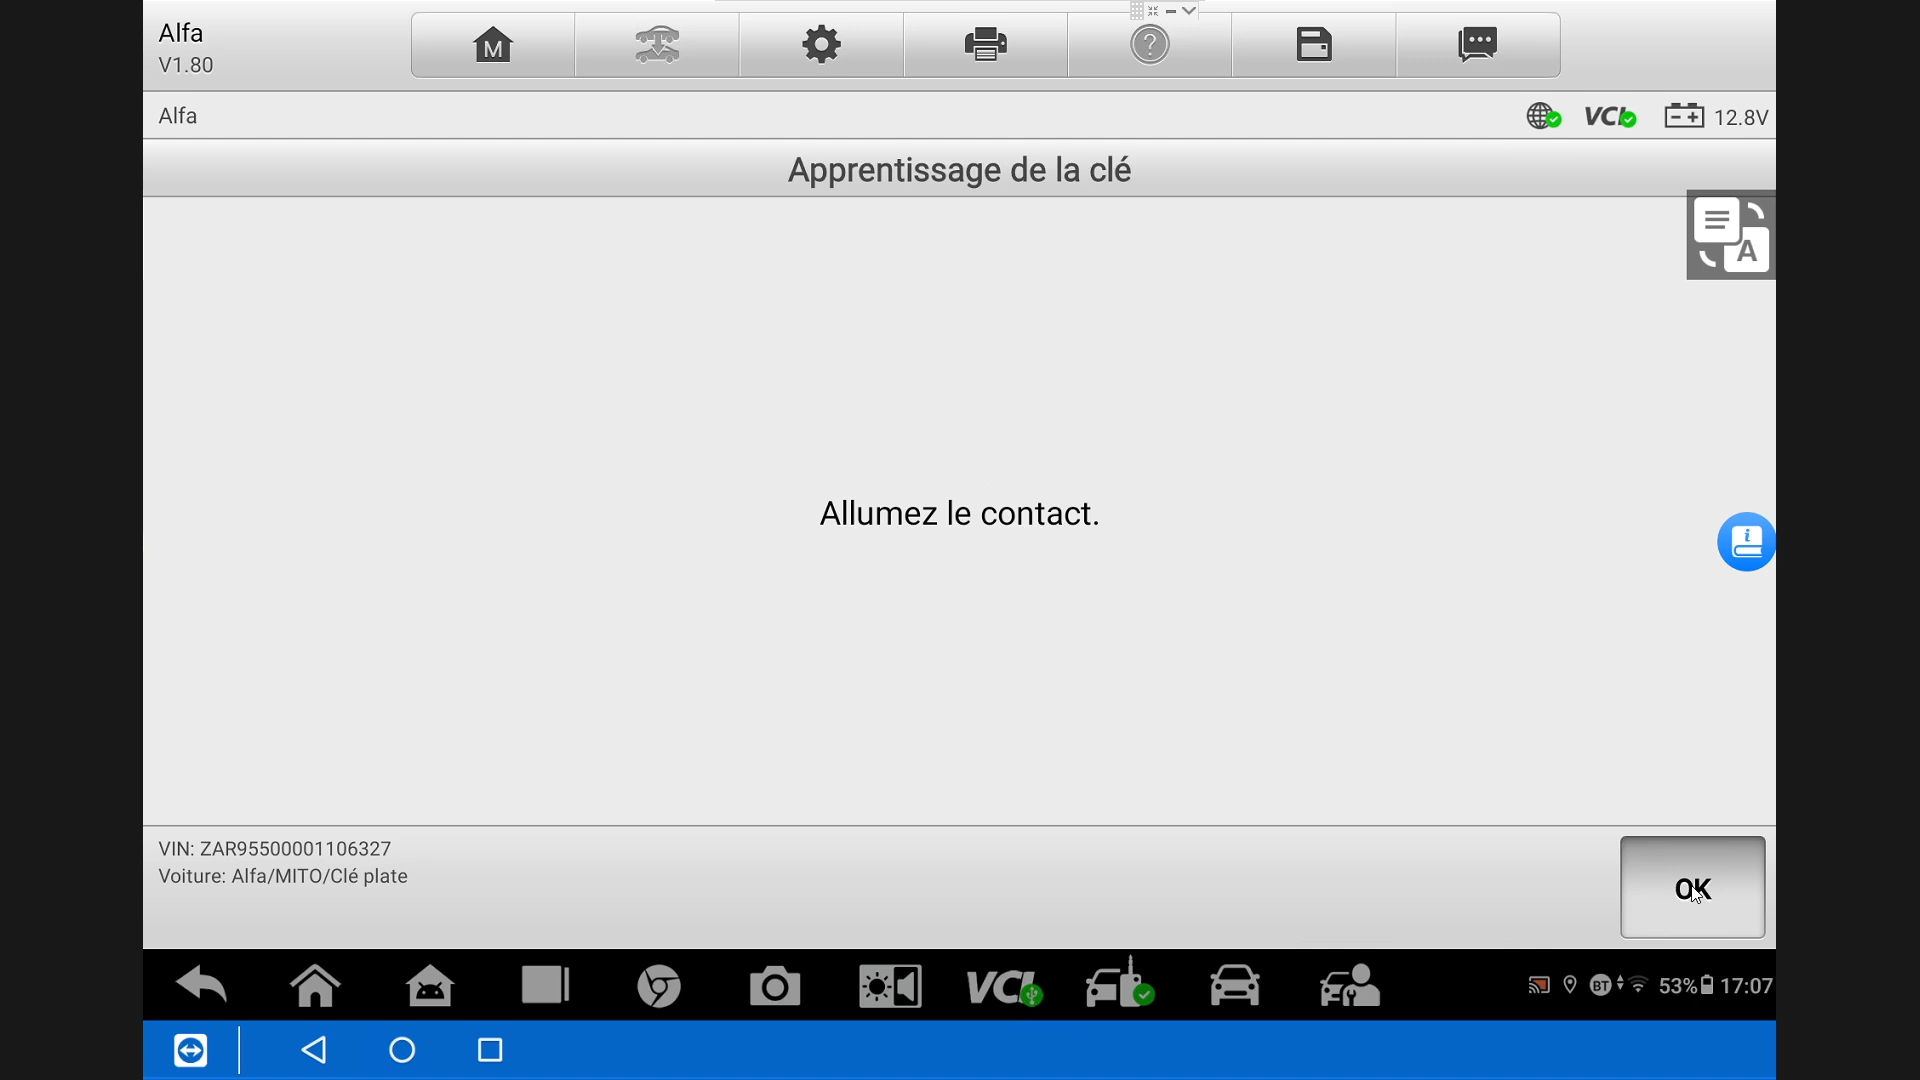 Alfa
V1.80
M
?
Alfa
VCI
12.8V
Apprentissage de la clé
A
Allumez le contact.
i
VIN: ZAR95500001106327
Voiture: Alfa/MITO/Clé plate
OK
VCI
BT
53%
17:07